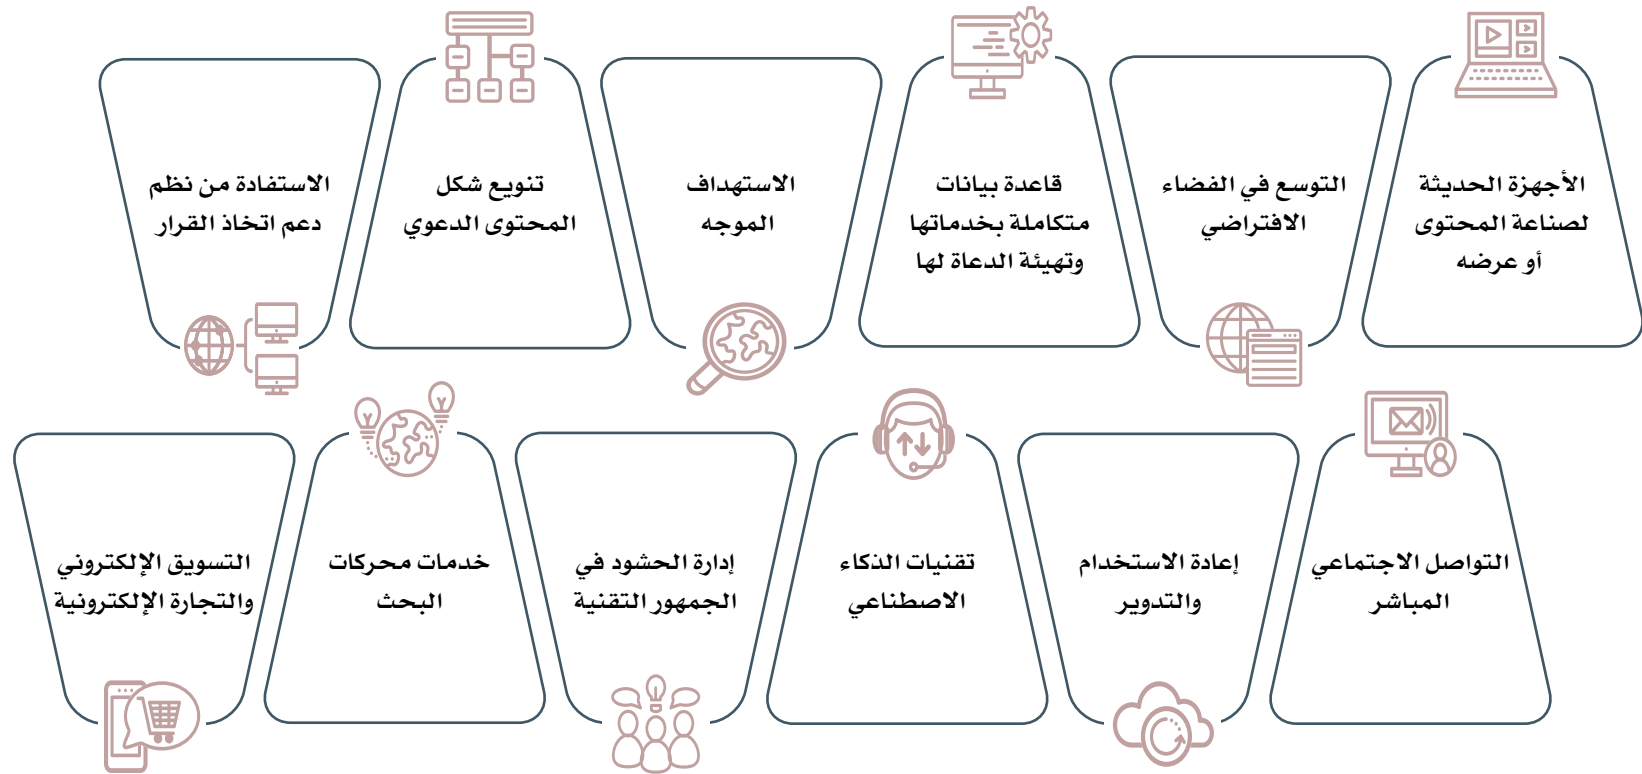 الأجهزة الحديثة
لصناعة المحتوى
أو عرضه
التوسع في الفضاء
الافتراضي
قاعدة بيانات
متكاملة بخدماتها
وتهيئة الدعاة لها
الاستهداف
الموجه
تنويع شكل
المحتوى الدعوي
الاستفادة من نظم
دعم اتخاذ القرار
التواصل الاجتماعي
المباشر
إعادة الاستخدام
والتدوير
تقنيات الذكاء
الاصطناعي
إدارة الحشود في
الجمهور التقنية
خدمات محركات
البحث
التسويق الإلكتروني
والتجارة الإلكترونية